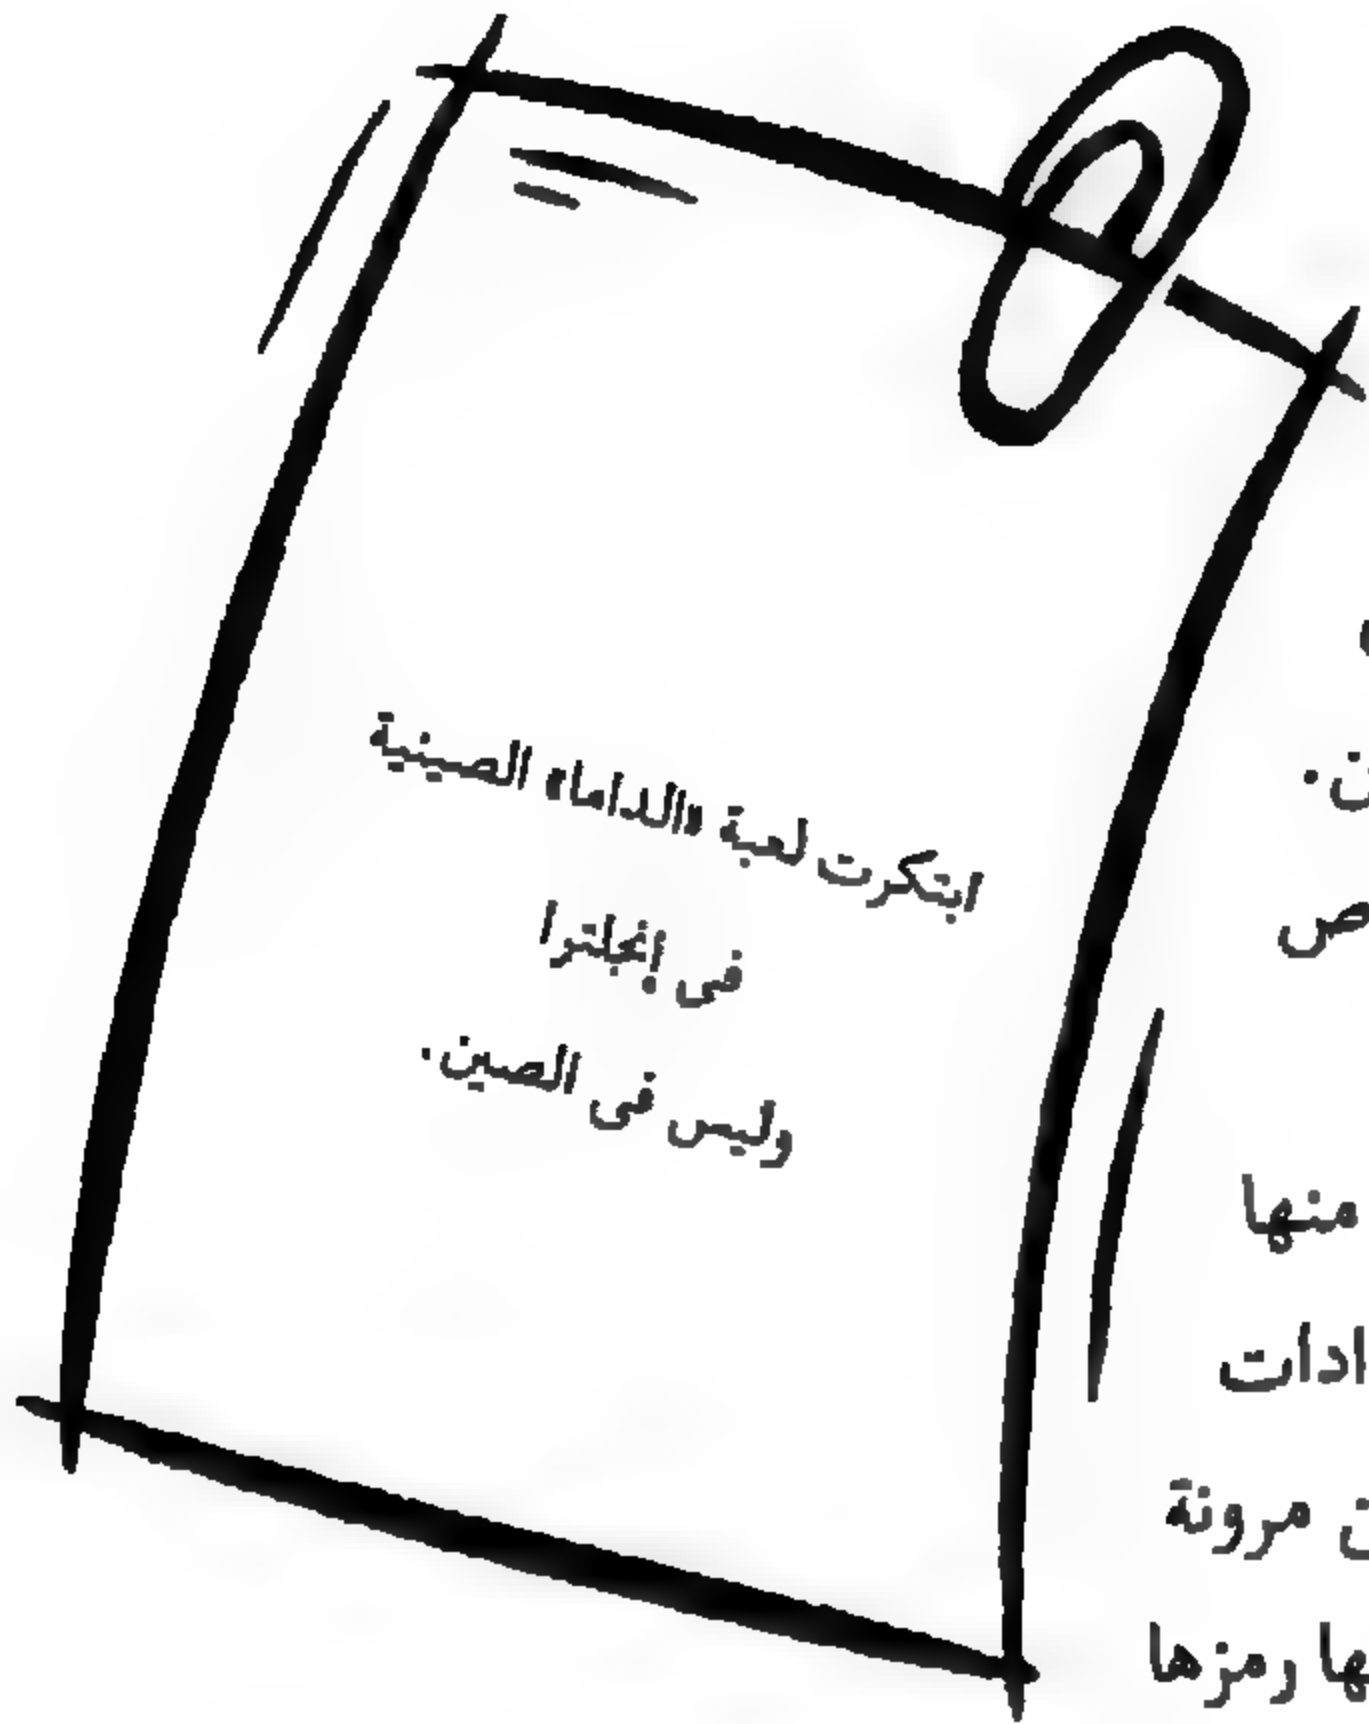 ابتكرت لعبة «الداما» الصينية
فى إنجلترا
وليس فى الصين.
منها
مرونة
رمزها